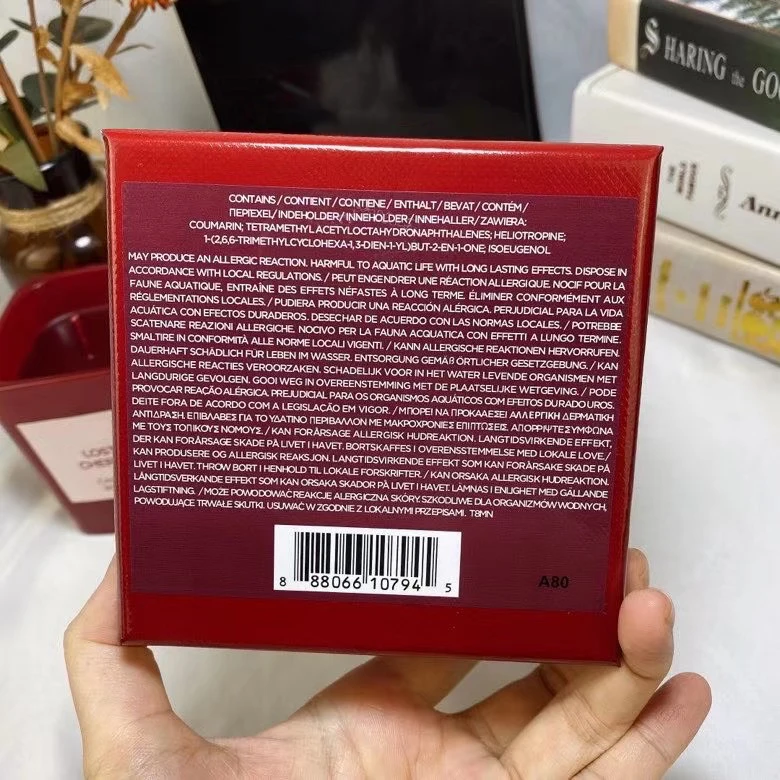 SHARING the GO
Ann
CONTAINS / CONTIENT / CONTIENE / ENTHÄLT / BEVAT / CONTÉM /
ΠΕΡΙΕΧΕΙ / INDEHOLDER / INNEHOLDER / INNEHALLER / ZAWIERA:
COUMARIN; TETRAMETHYL ACETYLOCTAHYDRONAPHTHALENES; HELIOTROPINE;
1-(2,6,6-TRIMETHYLCYCLOHEXA-1,3-DIEN-1-YL)BUT-2-EN-1-ONE; ISOEUGENOL
MAY PRODUCE AN ALLERGIC REACTION. HARMFUL TO AQUATIC LIFE WITH LONG LASTING EFFECTS. DISPOSE IN
ACCORDANCE WITH LOCAL REGULATIONS. / PEUT ENGENDRER UNE RÉACTION ALLERGIQUE. NOCIF POUR LA
FAUNE AQUATIQUE, ENTRAÎNE DES EFFETS NÉFASTES À LONG TERME. ÉLIMINER CONFORMÉMENT AUX
RÉGLEMENTATIONS LOCALES. / PUDIERA PRODUCIR UNA REACCIÓN ALÉRGICA. PERJUDICIAL PARA LA VIDA
ACUÁTICA CON EFECTOS DURADEROS. DESECHAR DE ACUERDO CON LAS NORMAS LOCALES. / POTREBBE
SCATENARE REAZIONI ALLERGICHE. NOCIVO PER LA FAUNA ACQUATICA CON EFFETTI A LUNGO TERMINE.
SMALTIRE IN CONFORMITÀ ALLE NORME LOCALI VIGENTI. / KANN ALLERGISCHE REAKTIONEN HERVORRUFEN.
DAUERHAFT SCHÄDLICH FÜR LEBEN IM WASSER. ENTSORGUNG GEMÄß ÖRTLICHER GESETZGEBUNG. / KAN
ALLERGISCHE REACTIES VEROORZAKEN. SCHADELIJK VOOR IN HET WATER LEVENDE ORGANISMEN MET
LANGDURIGE GEVOLGEN. GOOI WEG IN OVEREENSTEMMING MET DE PLAATSELIJKE WETGEVING. / PODE
PROVOCAR REAÇÃO ALÉRGICA. PREJUDICIAL PARA OS ORGANISMOS AQUÁTICOS COM EFEITOS DURADOUROS.
DEITE FORA DE ACORDO COM A LEGISLAÇÃO EM VIGOR. / ΜΠΟΡΕΙ ΝΑ ΠΡΟΚΑΛΕΣΕΙ ΑΛΛΕΡΓΙΚΗ ΔΕΡΜΑΤΙΚΗ
ΑΝΤΙΔΡΑΣΗ. ΕΠΙΒΛΑΒΕΣ ΓΙΑ ΤΟ ΥΔΑΤΙΝΟ ΠΕΡΙΒΑΛΛΟΝ ΜΕ ΜΑΚΡΟΧΡΟΝΙΕΣ ΕΠΙΠΤΩΣΕΙΣ. ΑΠΟΡΡΙΨΤΕ ΣΥΜΦΩΝΑ
ΜΕ ΤΟΥΣ ΤΟΠΙΚΟΥΣ ΝΟΜΟΥΣ. / KAN FORÅRSAGE ALLERGISK HUDREAKTION. LANGTIDSVIRKENDE EFFEKT,
DER KAN FORÅRSAGE SKADE PÅ LIVET I HAVET. BORTSKAFFES I OVERENSSTEMMELSE MED LOKALE LOVE. /
KAN PRODUSERE OG ALLERGISK REAKSJON. LANGTIDSVIRKENDE EFFEKT SOM KAN FORÅRSAKE SKADE PÅ
LIVET I HAVET. THROW BORT I HENHOLD TIL LOKALE FORSKRIFTER. / KAN ORSAKA ALLERGISK HUDREAKTION.
LÅNGTIDSVERKANDE EFFEKT SOM KAN ORSAKA SKADOR PÅ LIVET I HAVET. LÄMNAS I ENLIGHET MED GÄLLANDE
LAGSTIFTNING. / MOŻE POWODOWAĆ REAKCJĘ ALERGICZNĄ SKÓRY. SZKODLIWE DLA ORGANIZMÓW WODNYCH,
POWODUJĄCE TRWAŁE SKUTKI. USUWAĆ W ZGODZIE Z LOKALNYMI PRZEPISAMI. T8MN
8 88066 10794 5
A80
LOST
CHERR